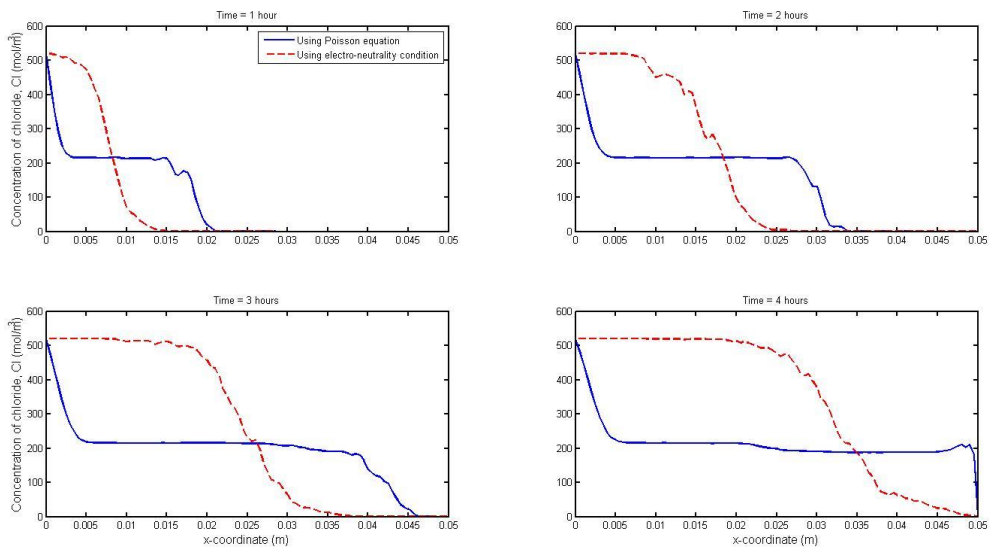 Time = 1 hour
Concentration of chloride, Cl (mol/m³)
600
500
400
300
200
100
0
Using Poisson equation
Using electro-neutrality condition
0 0.005 0.01 0.015 0.02 0.025 0.03 0.035 0.04 0.045 0.05
Time = 2 hours
600
500
400
300
200
100
0
0 0.005 0.01 0.015 0.02 0.025 0.03 0.035 0.04 0.045 0.05
Time = 3 hours
Concentration of chloride, Cl (mol/m³)
600
500
400
300
200
100
0
0 0.005 0.01 0.015 0.02 0.025 0.03 0.035 0.04 0.045 0.05
x-coordinate (m)
Time = 4 hours
600
500
400
300
200
100
0
0 0.005 0.01 0.015 0.02 0.025 0.03 0.035 0.04 0.045 0.05
x-coordinate (m)